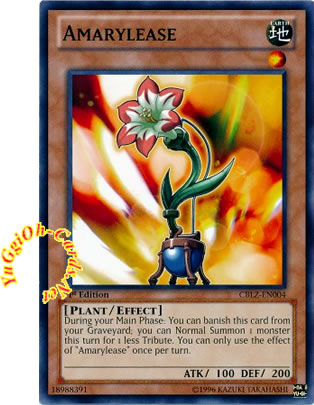 AMARYLEASE
EARTH
地
YuGgiOh-Cards.Net
1st Edition
CBLZ-EN004
[PLANT / EFFECT]
During your Main Phase: You can banish this card
from your Graveyard; you can Normal Summon 1 monster
this turn for 1 less Tribute. You can only use the effect
of "Amarylease" once per turn.
ATK/ 100 DEF/ 200
18988391
©1996 KAZUKI TAKAHASHI